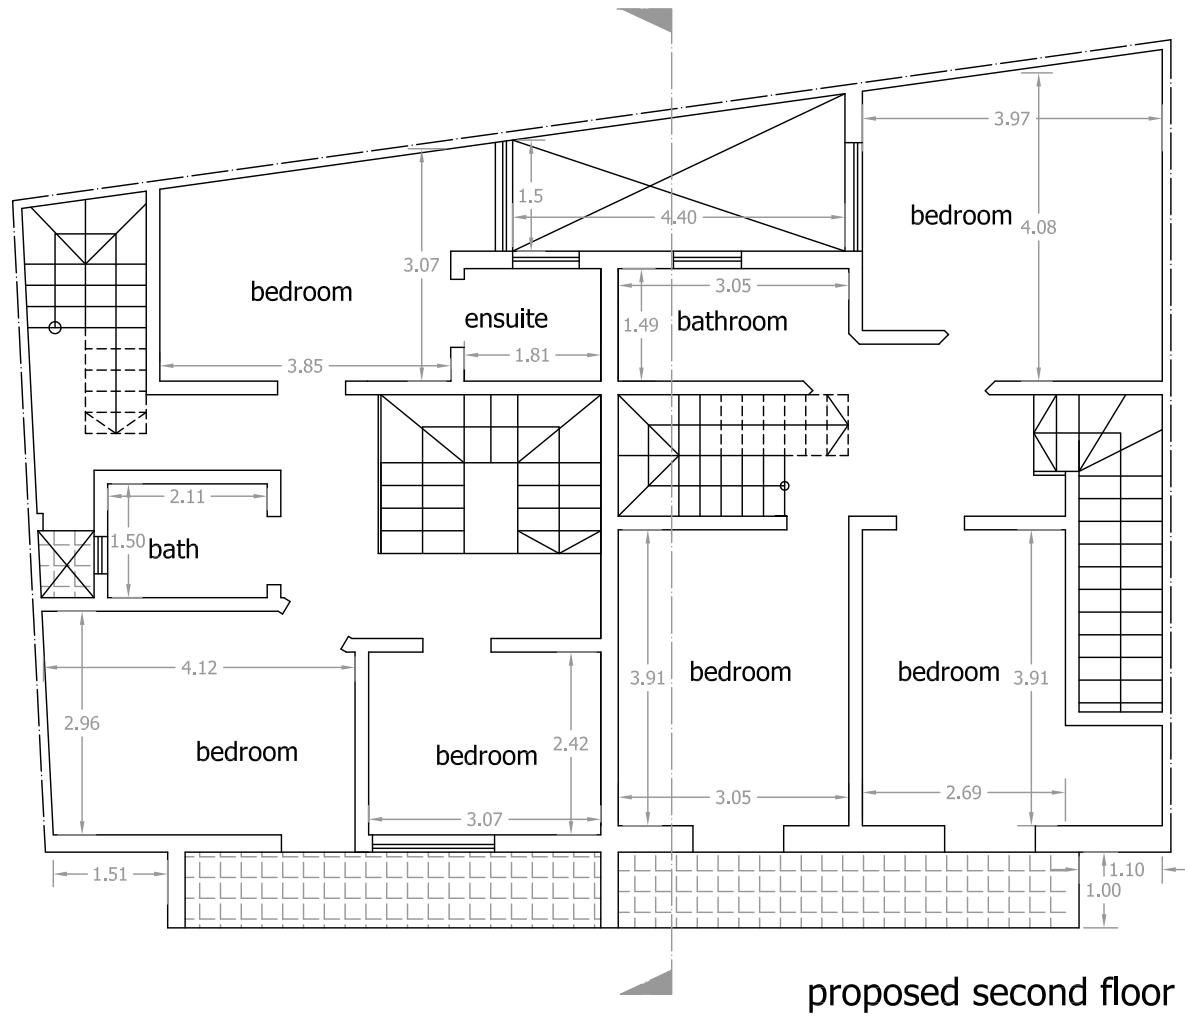 3.97
1.5
4.40
bedroom
4.08
3.07
bedroom
3.05
ensuite
1.49
bathroom
1.81
3.85
2.11
1.50
bath
4.12
3.91
bedroom
bedroom
3.91
2.96
bedroom
bedroom
2.42
2.69
3.05
3.07
1.51
1.10
1.00
proposed second floor